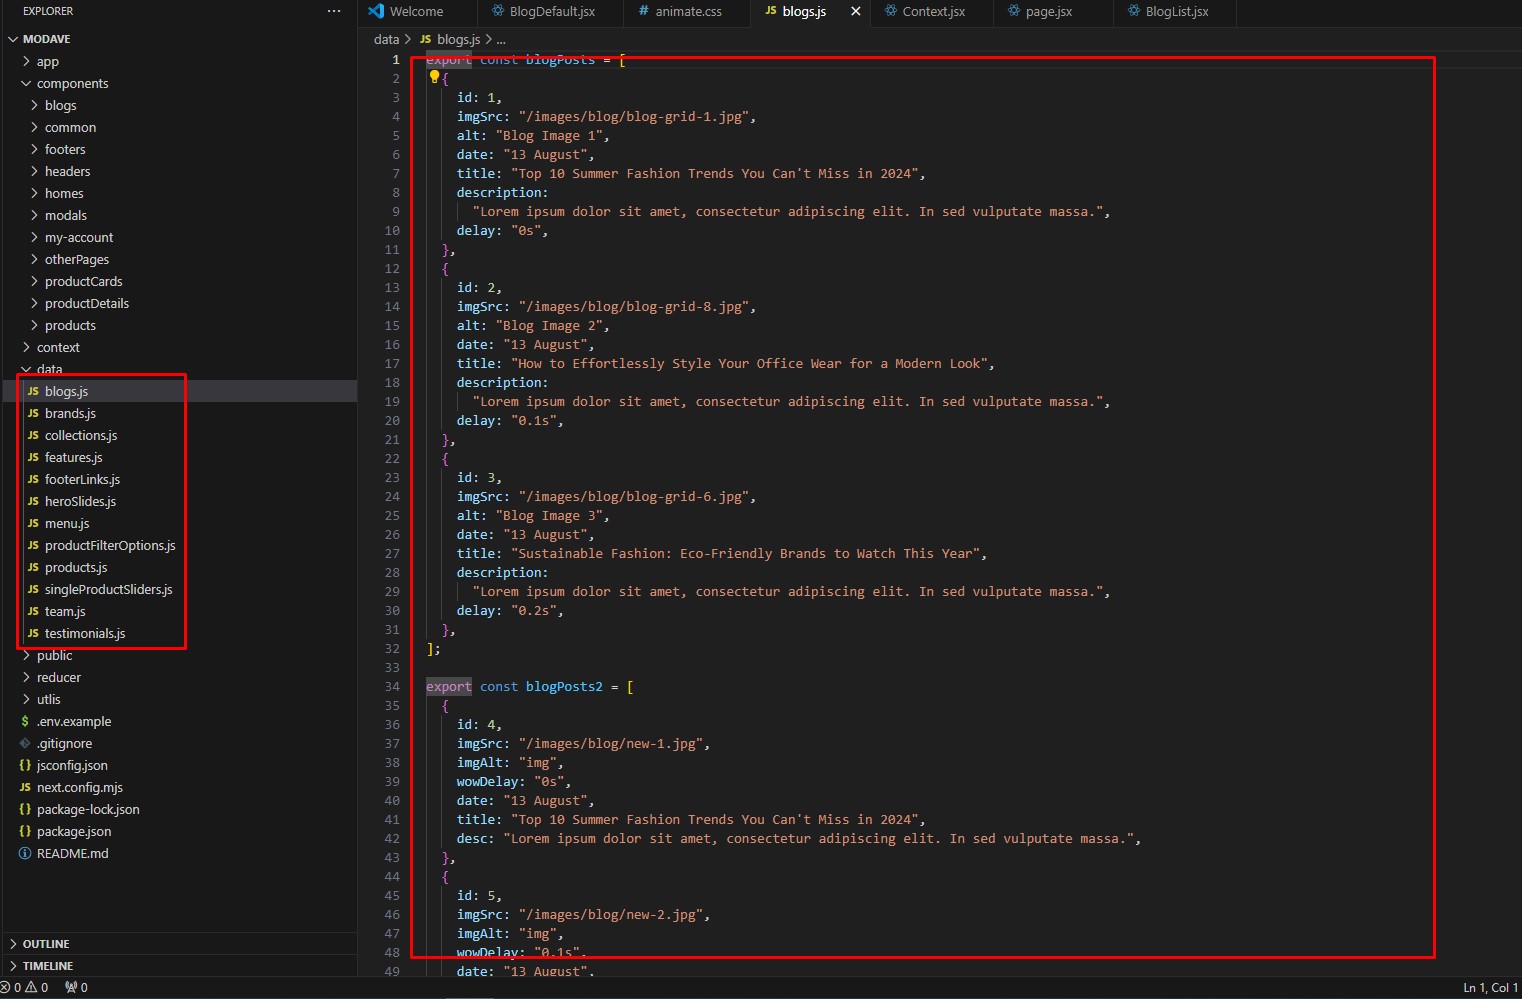 EXPLORER
···
MODAVE
app
components
blogs
common
footers
headers
homes
modals
my-account
otherPages
productCards
productDetails
products
context
data
JS blogs.js
JS brands.js
JS collections.js
JS features.js
JS footerLinks.js
JS heroSlides.js
JS menu.js
JS productFilterOptions.js
JS products.js
JS singleProductSliders.js
JS team.js
JS testimonials.js
public
reducer
utlis
$ .env.example
.gitignore
{} jsconfig.json
JS next.config.mjs
{} package-lock.json
{} package.json
README.md
OUTLINE
TIMELINE
Welcome
BlogDefault.jsx
# animate.css
JS blogs.js
Context.jsx
page.jsx
BlogList.jsx
data > JS blogs.js > ...
1 export const blogPosts = [
2 {
3 id: 1,
4 imgSrc: "/images/blog/blog-grid-1.jpg",
5 alt: "Blog Image 1",
6 date: "13 August",
7 title: "Top 10 Summer Fashion Trends You Can't Miss in 2024",
8 description:
9 "Lorem ipsum dolor sit amet, consectetur adipiscing elit. In sed vulputate massa.",
10 delay: "0s",
11 },
12 {
13 id: 2,
14 imgSrc: "/images/blog/blog-grid-8.jpg",
15 alt: "Blog Image 2",
16 date: "13 August",
17 title: "How to Effortlessly Style Your Office Wear for a Modern Look",
18 description:
19 "Lorem ipsum dolor sit amet, consectetur adipiscing elit. In sed vulputate massa.",
20 delay: "0.1s",
21 },
22 {
23 id: 3,
24 imgSrc: "/images/blog/blog-grid-6.jpg",
25 alt: "Blog Image 3",
26 date: "13 August",
27 title: "Sustainable Fashion: Eco-Friendly Brands to Watch This Year",
28 description:
29 "Lorem ipsum dolor sit amet, consectetur adipiscing elit. In sed vulputate massa.",
30 delay: "0.2s",
31 },
32 ];
33
34 export const blogPosts2 = [
35 {
36 id: 4,
37 imgSrc: "/images/blog/new-1.jpg",
38 imgAlt: "img",
39 wowDelay: "0s",
40 date: "13 August",
41 title: "Top 10 Summer Fashion Trends You Can't Miss in 2024",
42 desc: "Lorem ipsum dolor sit amet, consectetur adipiscing elit. In sed vulputate massa.",
43 },
44 {
45 id: 5,
46 imgSrc: "/images/blog/new-2.jpg",
47 imgAlt: "img",
48 wowDelay: "0.1s",
49 date: "13 August",
0 0 0
Ln 1, Col 1